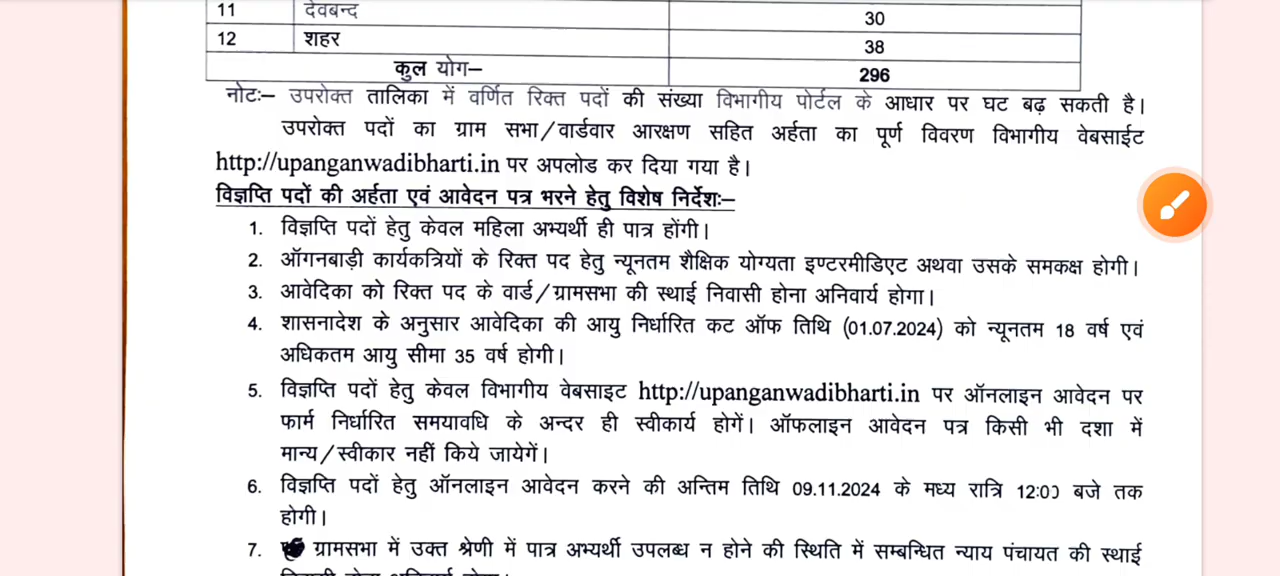 11 देवबन्द 30
12 शहर 38
कुल योग– 296
नोटः– उपरोक्त तालिका में वर्णित रिक्त पदों की संख्या विभागीय पोर्टल के आधार पर घट बढ़ सकती है।
उपरोक्त पदों का ग्राम सभा/वार्डवार आरक्षण सहित अर्हता का पूर्ण विवरण विभागीय वेबसाईट
http://upanganwadibharti.in पर अपलोड कर दिया गया है।
विज्ञप्ति पदों की अर्हता एवं आवेदन पत्र भरने हेतु विशेष निर्देशः–
1. विज्ञप्ति पदों हेतु केवल महिला अभ्यर्थी ही पात्र होंगी।
2. ऑगनबाड़ी कार्यकत्रियों के रिक्त पद हेतु न्यूनतम शैक्षिक योग्यता इण्टरमीडिएट अथवा उसके समकक्ष होगी।
3. आवेदिका को रिक्त पद के वार्ड/ग्रामसभा की स्थाई निवासी होना अनिवार्य होगा।
4. शासनादेश के अनुसार आवेदिका की आयु निर्धारित कट ऑफ तिथि (01.07.2024) को न्यूनतम 18 वर्ष एवं
अधिकतम आयु सीमा 35 वर्ष होगी।
5. विज्ञप्ति पदों हेतु केवल विभागीय वेबसाइट http://upanganwadibharti.in पर ऑनलाइन आवेदन पर
फार्म निर्धारित समयावधि के अन्दर ही स्वीकार्य होगें। ऑफलाइन आवेदन पत्र किसी भी दशा में
मान्य/स्वीकार नहीं किये जायेगें।
6. विज्ञप्ति पदों हेतु ऑनलाइन आवेदन करने की अन्तिम तिथि 09.11.2024 के मध्य रात्रि 12:00 बजे तक
होगी।
7. ग्रामसभा में उक्त श्रेणी में पात्र अभ्यर्थी उपलब्ध न होने की स्थिति में सम्बन्धित न्याय पंचायत की स्थाई